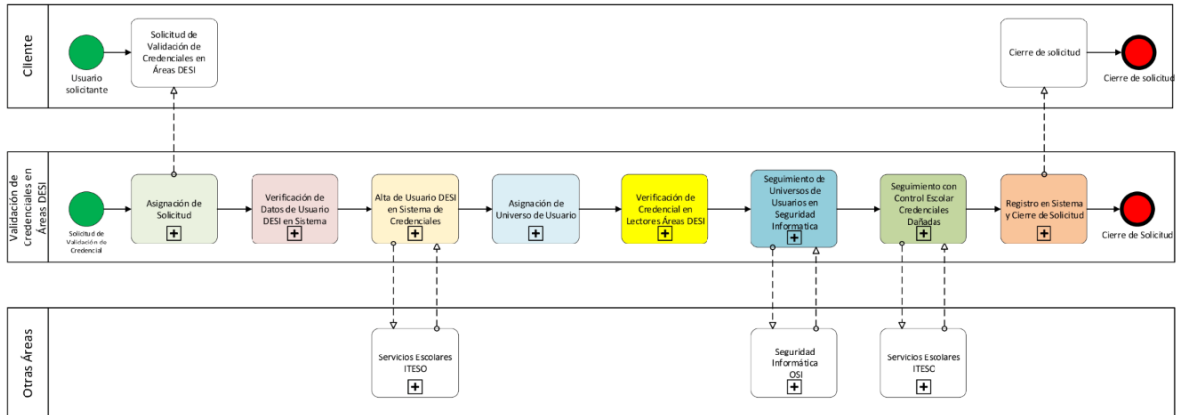 Cliente
Usuario
solicitante
Solicitud de
Validación de
Credenciales en
Áreas DESI
Cierre de solicitud
Cierre de solicitud
Validación de
Credenciales en
Áreas DESI
Solicitud de
Validación de
Credencial
Asignación de
Solicitud
Verificación de
Datos de Usuario
DESI en Sistema
Alta de Usuario DESI
en Sistema de
Credenciales
Asignación de
Universo de Usuario
Verificación de
Credencial en
Lectores Áreas DESI
Seguimiento de
Universos de
Usuarios en
Seguridad
Informatica
Seguimiento con
Control Escolar
Credenciales
Dañadas
Registro en Sistema
y Cierre de Solicitud
Cierre de Solicitud
Otras Áreas
Servicios Escolares
ITESO
Seguridad
Informática
OSI
Servicios Escolares
ITESO